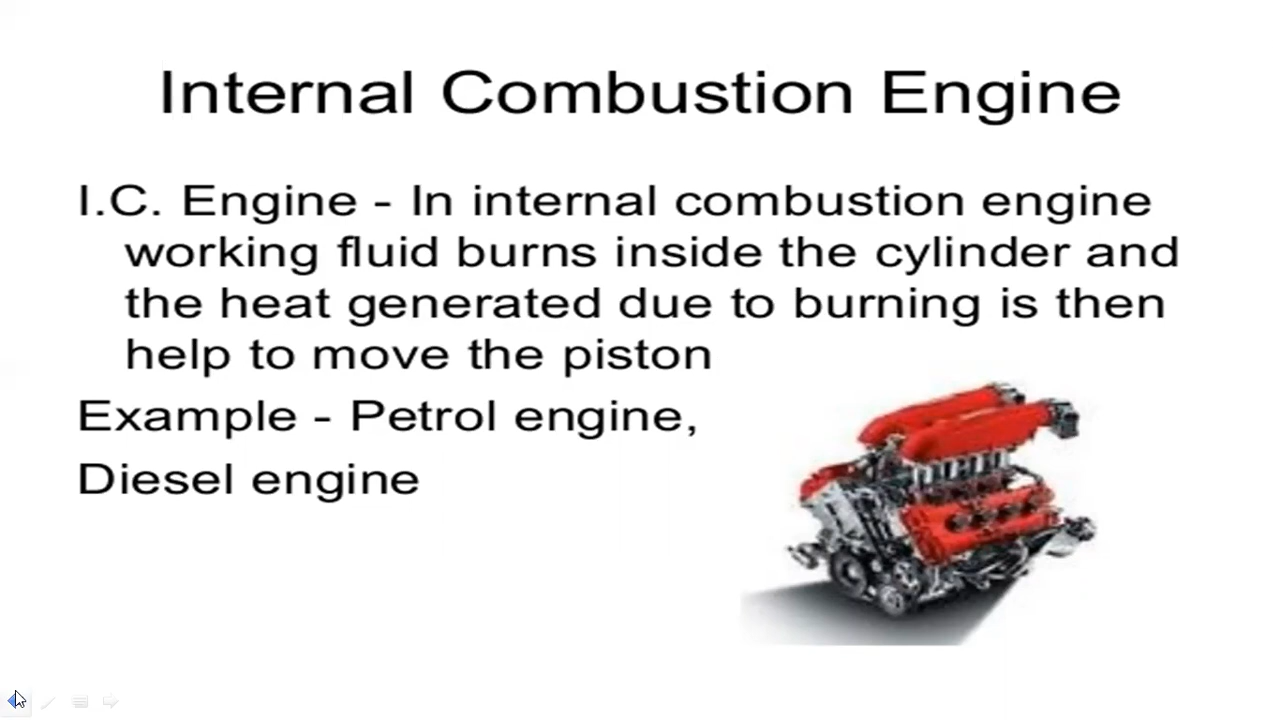 Internal Combustion Engine
I.C. Engine - In internal combustion engine
working fluid burns inside the cylinder and
the heat generated due to burning is then
help to move the piston
Example - Petrol engine,
Diesel engine